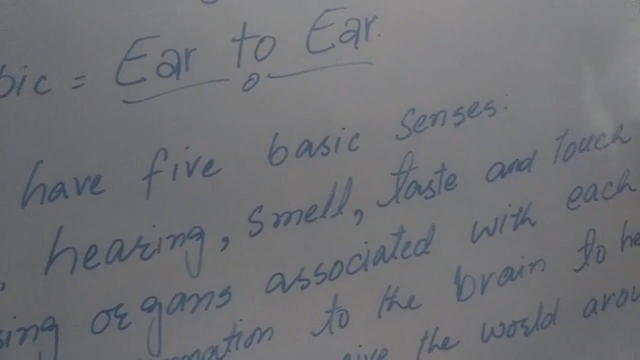 = Ear to Ear.
have five basic senses:
, hearing, smell, taste and touch
organs associated with each
to the brain to
the world